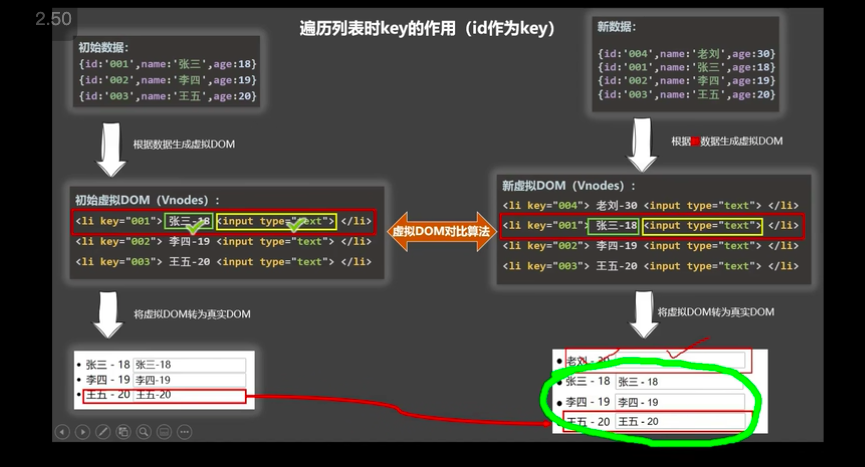 2.50
遍历列表时key的作用（id作为key）
初始数据：
{id:'001',name:'张三',age:18}
{id:'002',name:'李四',age:19}
{id:'003',name:'王五',age:20}
新数据：
{id:'004',name:'老刘',age:30}
{id:'001',name:'张三',age:18}
{id:'002',name:'李四',age:19}
{id:'003',name:'王五',age:20}
根据数据生成虚拟DOM
根据 数据生成虚拟DOM
初始虚拟DOM（Vnodes）：
<li key="001"> 张三-18 <input type="text"> </li>
<li key="002"> 李四-19 <input type="text"> </li>
<li key="003"> 王五-20 <input type="text"> </li>
虚拟DOM对比算法
新虚拟DOM（Vnodes）：
<li key="004"> 老刘-30 <input type="text"> </li>
<li key="001"> 张三-18 <input type="text"> </li>
<li key="002"> 李四-19 <input type="text"> </li>
<li key="003"> 王五-20 <input type="text"> </li>
将虚拟DOM转为真实DOM
将虚拟DOM转为真实DOM
• 张三 - 18 张三-18
• 李四 - 19 李四-19
• 王五 - 20 王五-20
• 老刘 - 30
• 张三 - 18 张三 - 18
• 李四 - 19 李四 - 19
• 王五 - 20 王五 - 20